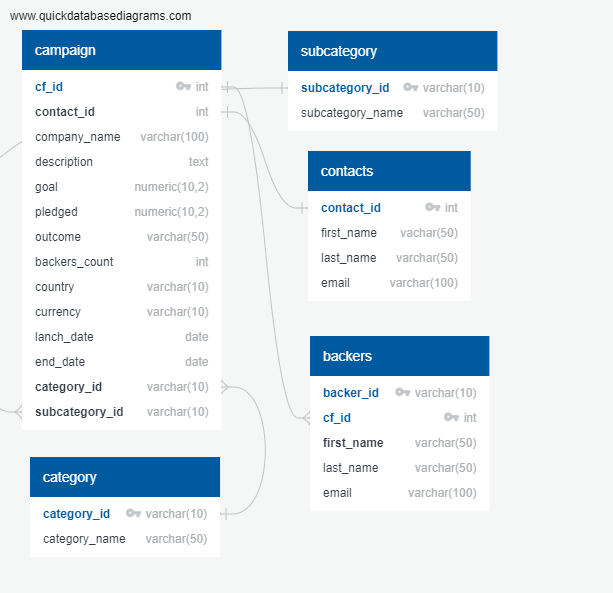 www.quickdatabasediagrams.com
campaign
cf_id int
contact_id int
company_name varchar(100)
description text
goal numeric(10,2)
pledged numeric(10,2)
outcome varchar(50)
backers_count int
country varchar(10)
currency varchar(10)
lanch_date date
end_date date
category_id varchar(10)
subcategory_id varchar(10)
category
category_id varchar(10)
category_name varchar(50)
subcategory
subcategory_id varchar(10)
subcategory_name varchar(50)
contacts
contact_id int
first_name vachar(50)
last_name varchar(50)
email varchar(100)
backers
backer_id varchar(10)
cf_id int
first_name varchar(50)
last_name varchar(50)
email varchar(100)